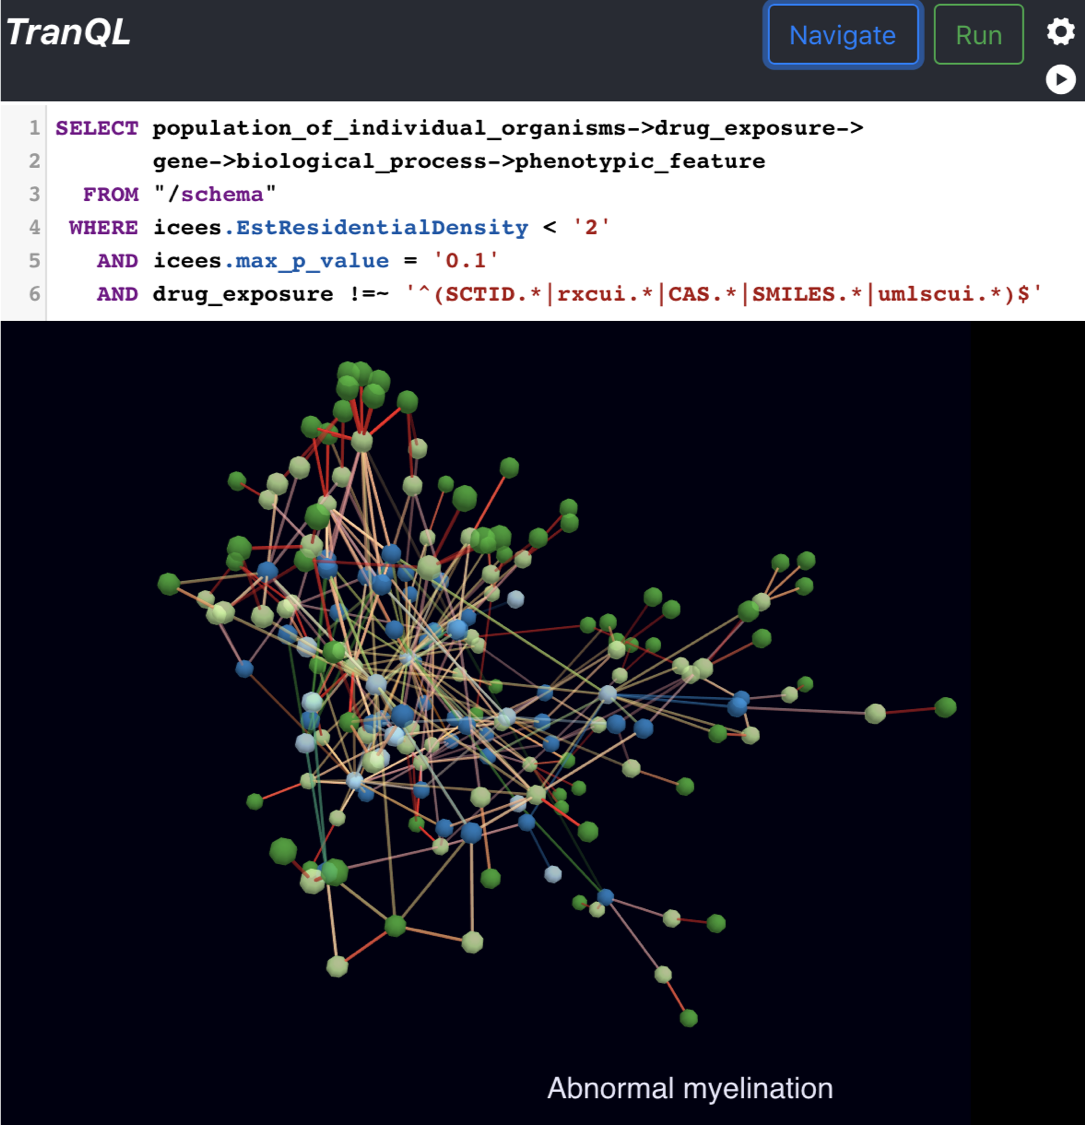 TranQL
Navigate
Run
1 SELECT population_of_individual_organisms->drug_exposure->
2 gene->biological_process->phenotypic_feature
3 FROM "/schema"
4 WHERE icees.EstResidentialDensity < '2'
5 AND icees.max_p_value = '0.1'
6 AND drug_exposure !=~ '^(SCTID.*|rxcui.*|CAS.*|SMILES.*|umlscui.*)$'
Abnormal myelination